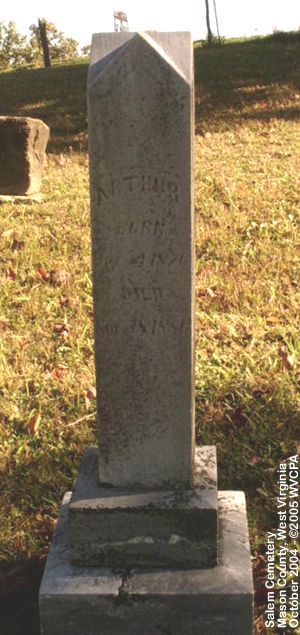 ARTHUR
BORN
DIED
Salem Cemetery
Mason County - West Virginia
October 2004 - ©2005 WVCPA